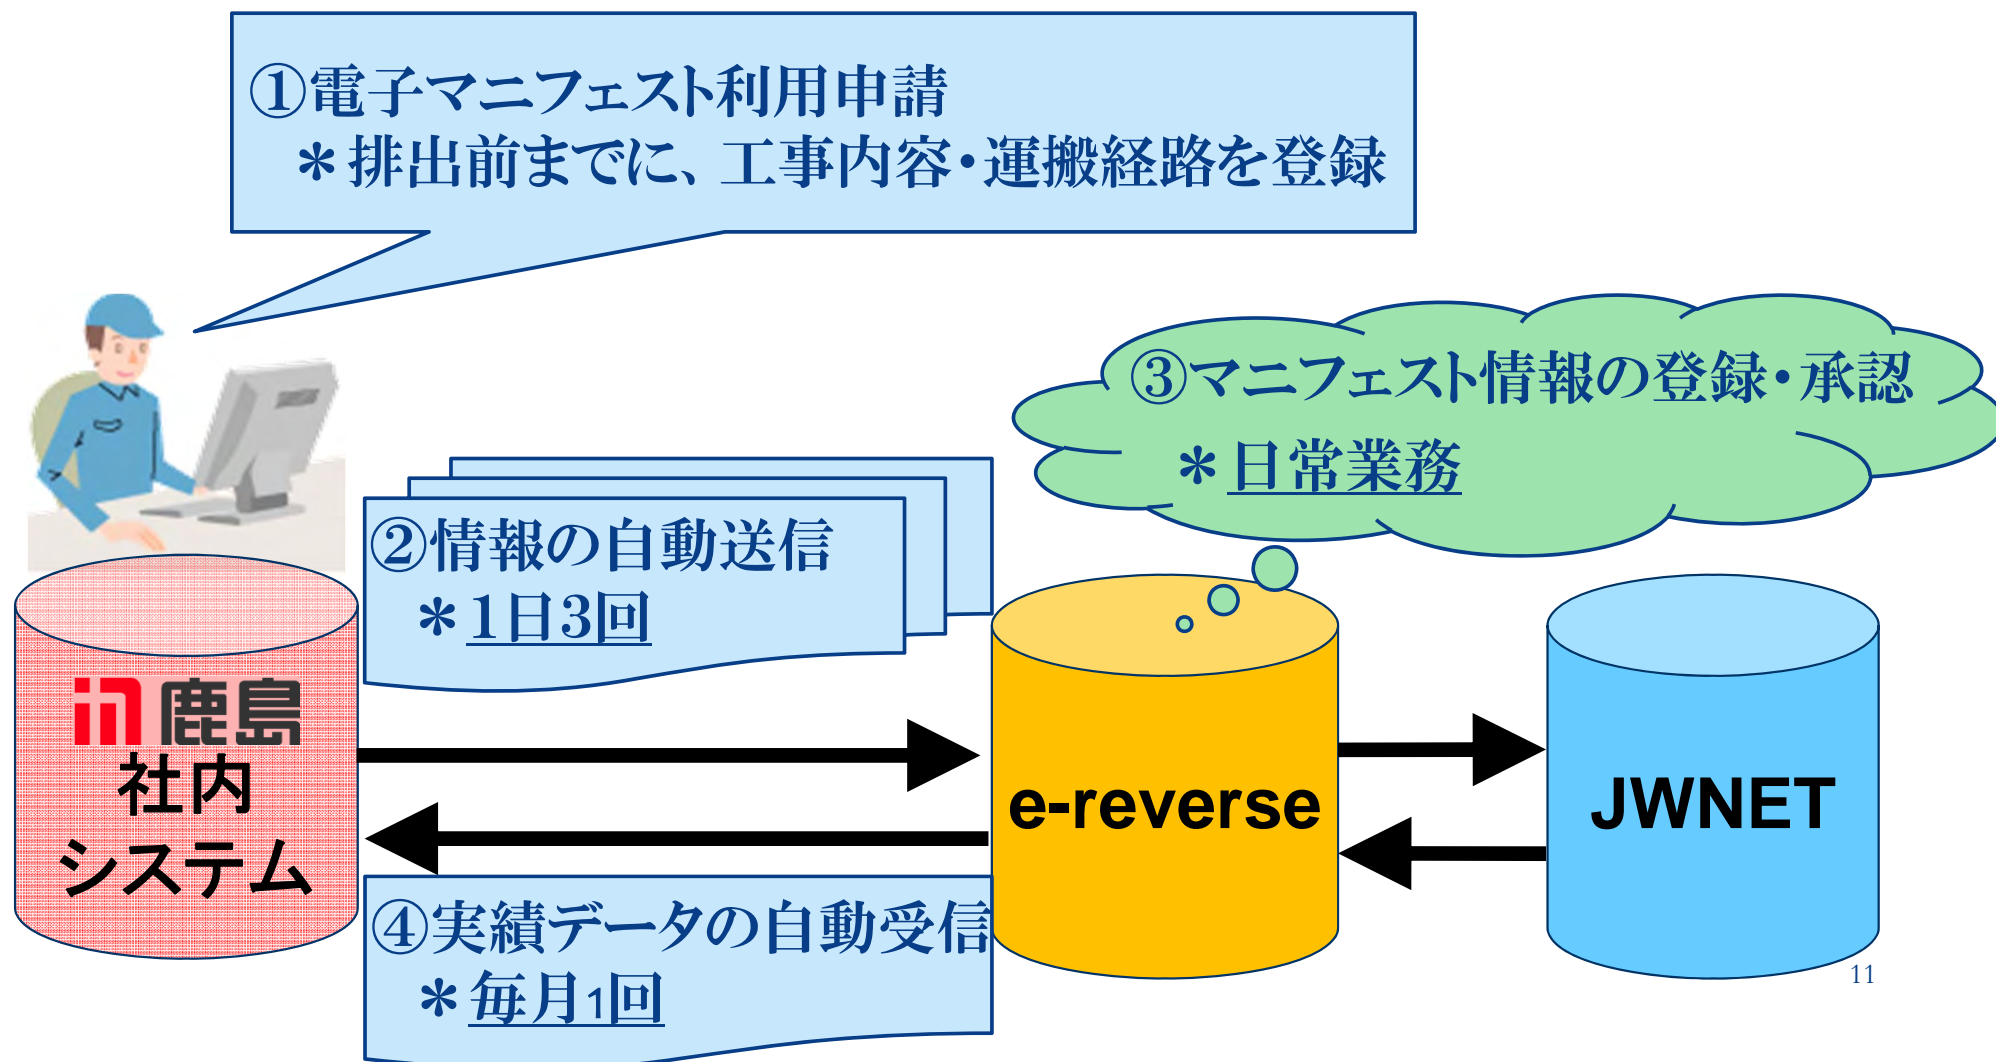 ①電子マニフェスト利用申請
＊排出前までに、工事内容・運搬経路を登録
③マニフェスト情報の登録・承認
＊日常業務
②情報の自動送信
＊1日3回
鹿島
社内
システム
e-reverse
JWNET
④実績データの自動受信
＊毎月1回
11